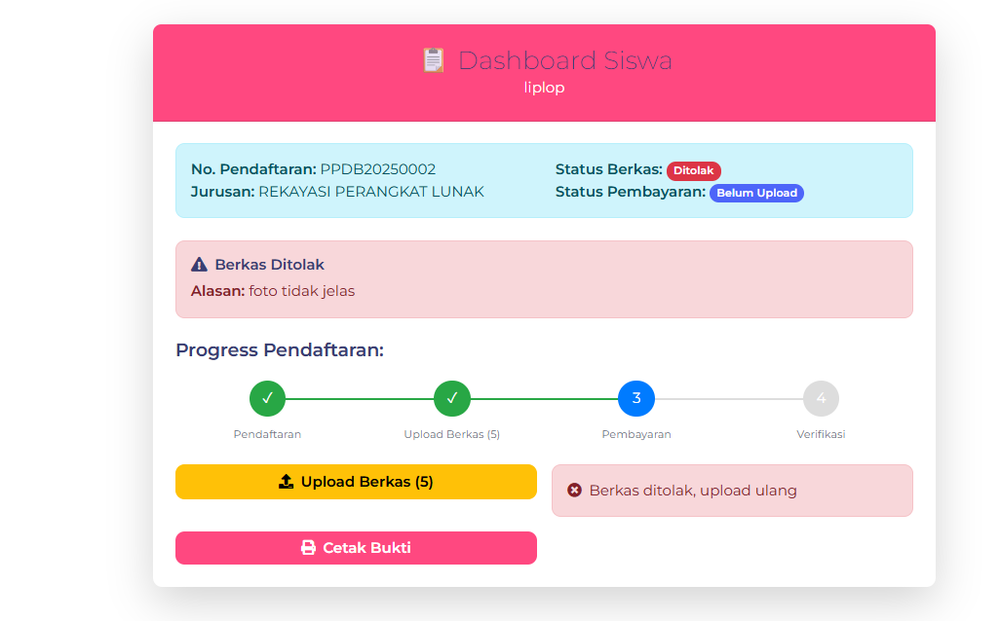 Dashboard Siswa
liplop
No. Pendaftaran: PPDB20250002
Jurusan: REKAYASI PERANGKAT LUNAK
Status Berkas: Ditolak
Status Pembayaran: Belum Upload
Berkas Ditolak
Alasan: foto tidak jelas
Progress Pendaftaran:
✓ ✓ 3 4
Pendaftaran Upload Berkas (5) Pembayaran Verifikasi
Upload Berkas (5)
Berkas ditolak, upload ulang
Cetak Bukti